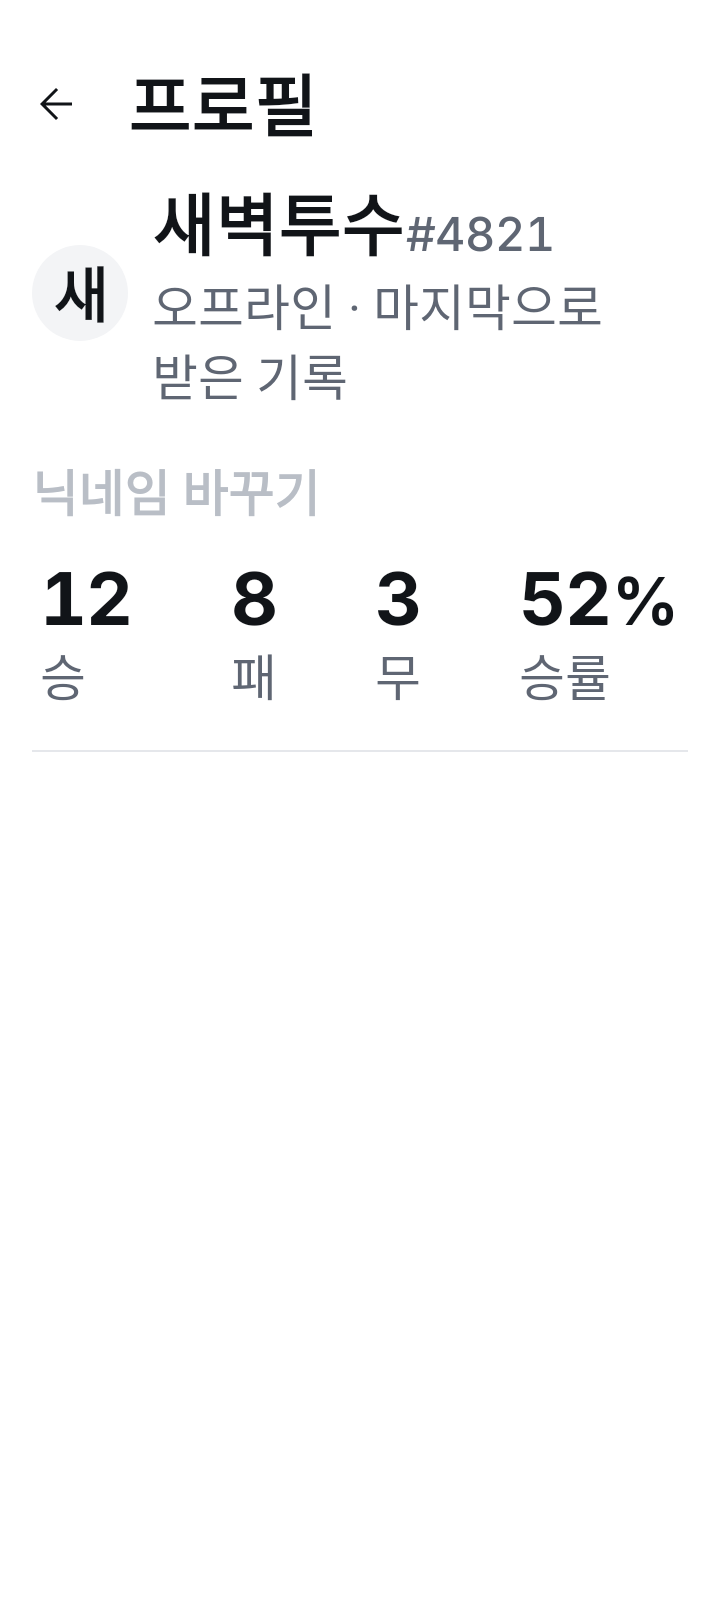 프로필
새벽투수#4821
새
오프라인 · 마지막으로
받은 기록
닉네임 바꾸기
12 8 3 52%
승 패 무 승률